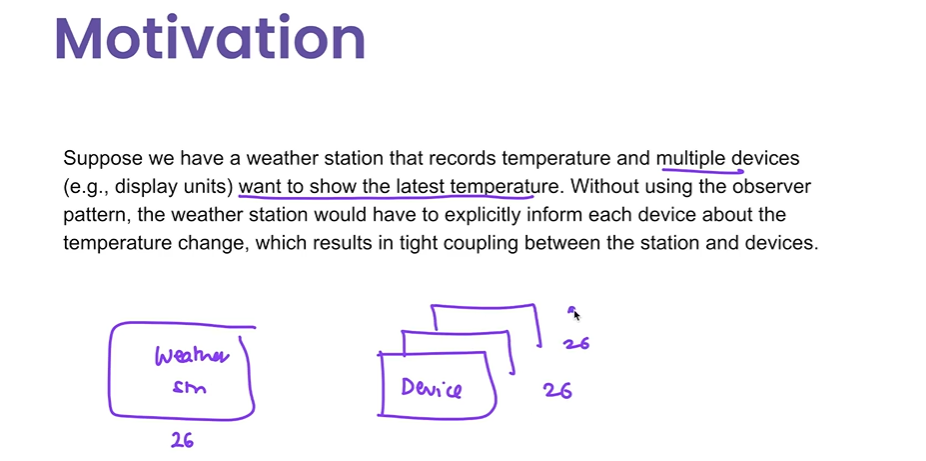 Motivation
Suppose we have a weather station that records temperature and multiple devices
(e.g., display units) want to show the latest temperature. Without using the observer
pattern, the weather station would have to explicitly inform each device about the
temperature change, which results in tight coupling between the station and devices.
Weather
Stn
26
Device
26
26